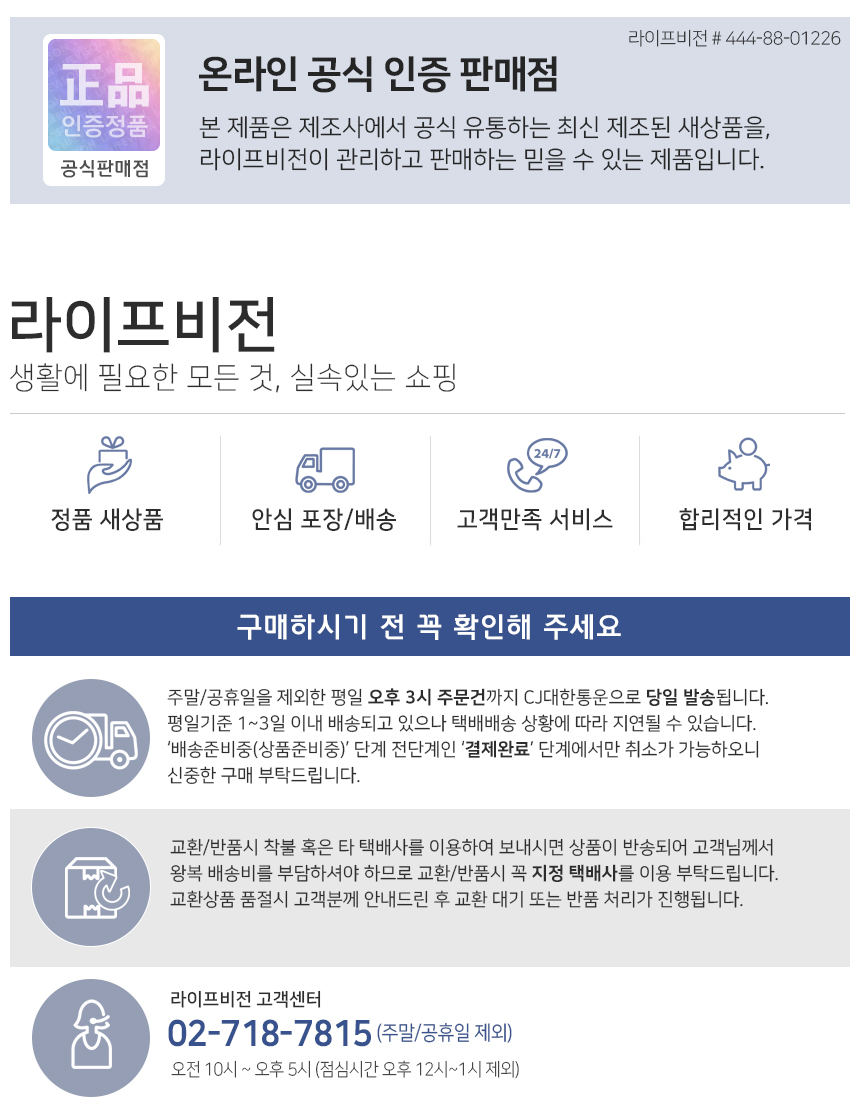 라이프비전 # 444-88-01226
正品
인증정품
공식판매점
온라인 공식 인증 판매점
본 제품은 제조사에서 공식 유통하는 최신 제조된 새상품을,
라이프비전이 관리하고 판매하는 믿을 수 있는 제품입니다.
라이프비전
생활에 필요한 모든 것, 실속있는 쇼핑
24/7
정품 새상품
안심 포장/배송
고객만족 서비스
합리적인 가격
구매하시기 전 꼭 확인해 주세요
주말/공휴일을 제외한 평일 오후 3시 주문건까지 CJ대한통운으로 당일 발송됩니다.
평일기준 1~3일 이내 배송되고 있으나 택배배송 상황에 따라 지연될 수 있습니다.
‘배송준비중(상품준비중)’ 단계 전단계인 ‘결제완료‘ 단계에서만 취소가 가능하오니
신중한 구매 부탁드립니다.
교환/반품시 착불 혹은 타 택배사를 이용하여 보내시면 상품이 반송되어 고객님께서
왕복 배송비를 부담하셔야 하므로 교환/반품시 꼭 지정 택배사를 이용 부탁드립니다.
교환상품 품절시 고객분께 안내드린 후 교환 대기 또는 반품 처리가 진행됩니다.
라이프비전 고객센터
02-718-7815 (주말/공휴일 제외)
오전 10시 ~ 오후 5시 (점심시간 오후 12시~1시 제외)